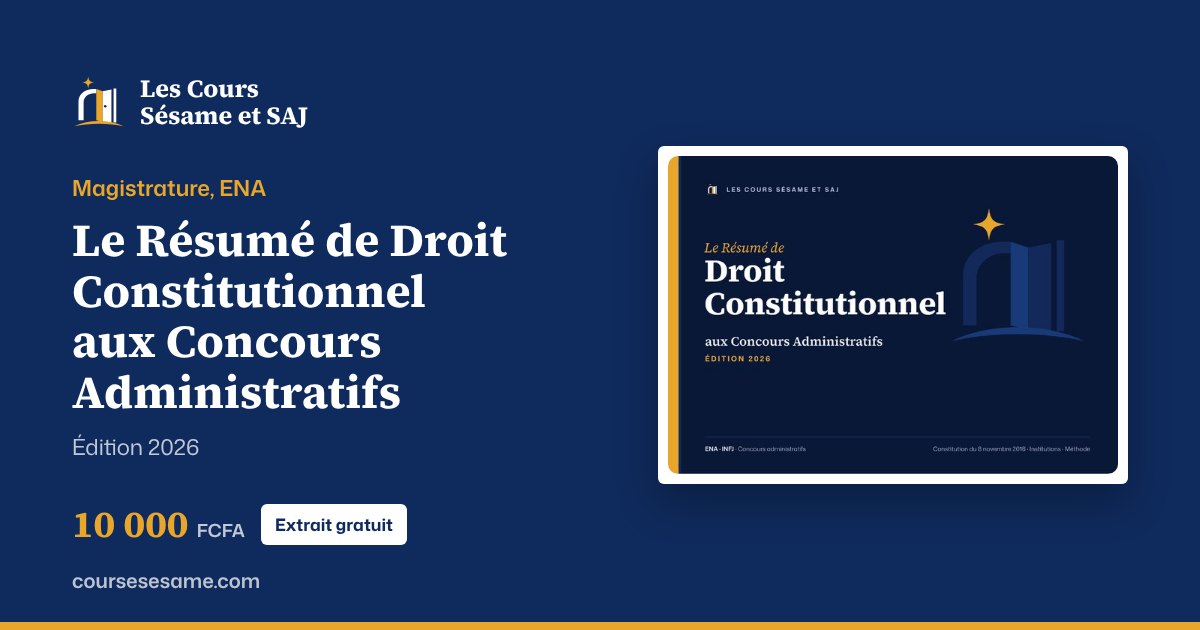 Les Cours
Sésame et SAJ
Magistrature, ENA
Le Résumé de Droit
Constitutionnel
aux Concours
Administratifs
Édition 2026
10 000 FCFA
Extrait gratuit
coursesesame.com
LES COURS SÉSAME ET SAJ
Le Résumé de
Droit
Constitutionnel
aux Concours Administratifs
ÉDITION 2026
ENA · INFJ · Concours administratifs
Constitution du 8 novembre 2016 · Institutions · Méthode